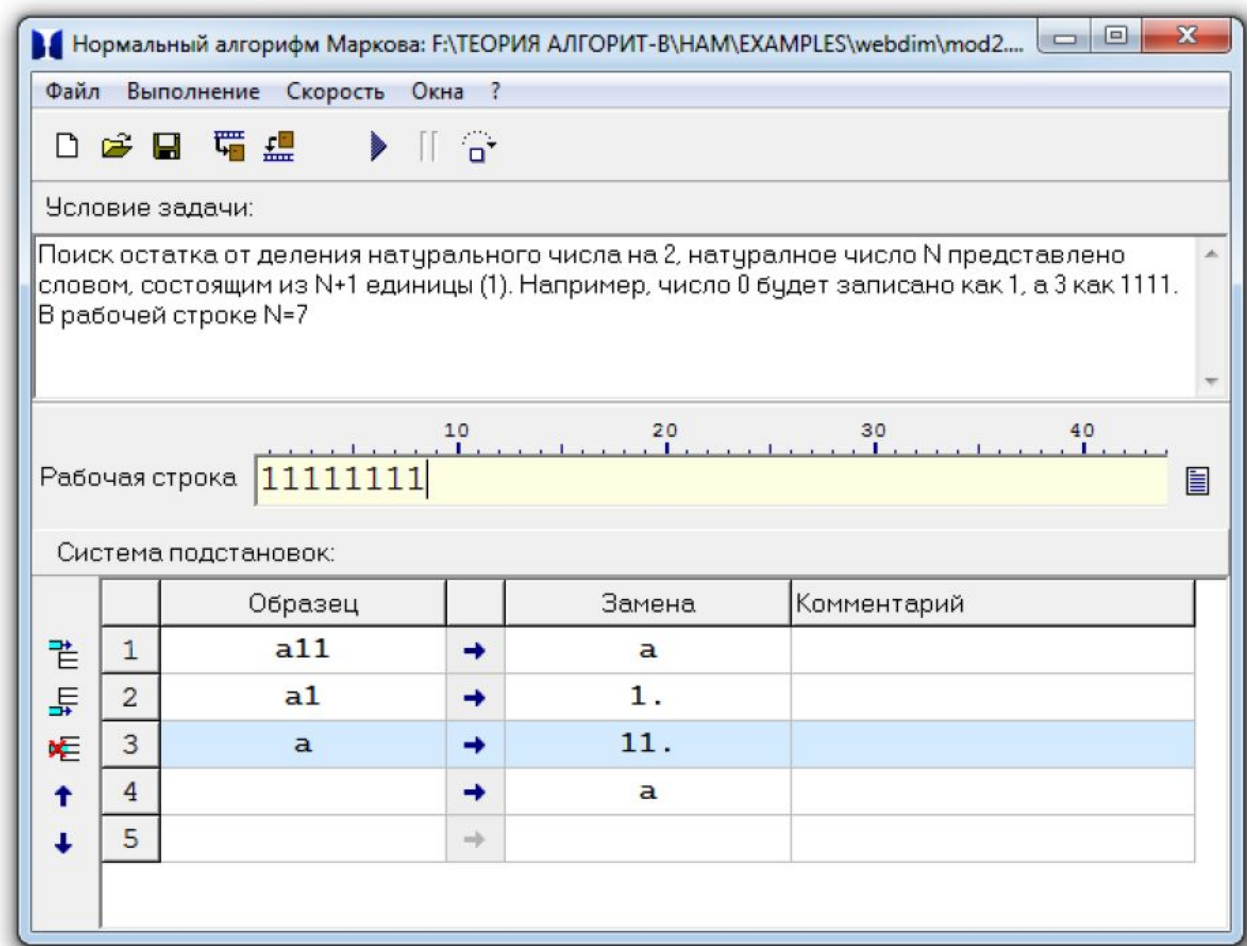 Нормальный алгорифм Маркова: F:\ТЕОРИЯ АЛГОРИТ-В\НАМ\EXAMPLES\webdim\mod2....
Файл Выполнение Скорость Окна ?
Условие задачи:
Поиск остатка от деления натурального числа на 2, натуралное число N представлено
словом, состоящим из N+1 единицы (1). Например, число 0 будет записано как 1, а 3 как 1111.
В рабочей строке N=7
10 20 30 40
Рабочая строка 11111111
Система подстановок:
Образец Замена Комментарий
1 a11 → a
2 a1 → 1.
3 a → 11.
4 → a
5 →